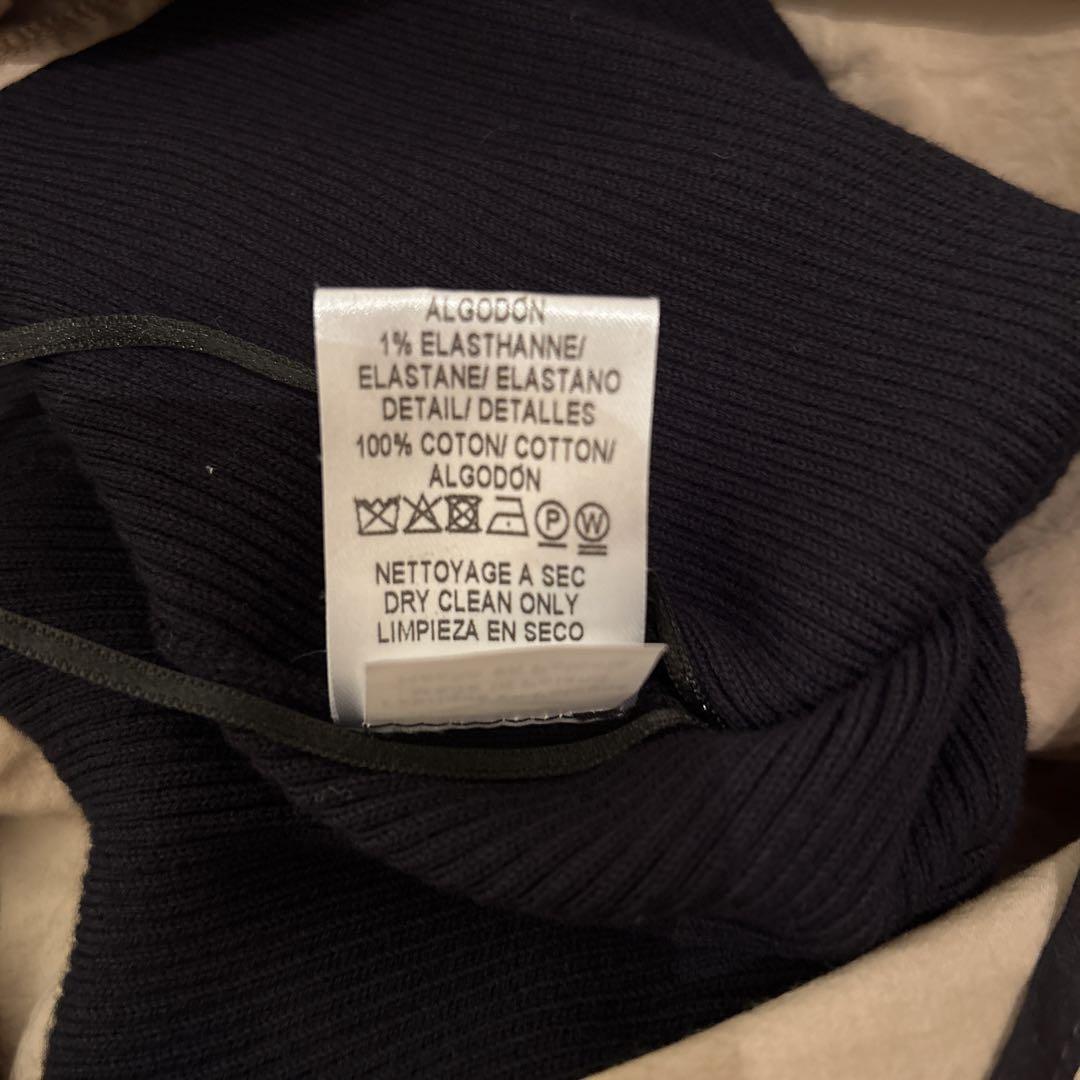 ALGODÓN
1% ELASTHANNE/
ELASTANE/ ELASTANO
DETAIL/ DETALLES
100% COTON/ COTTON/
ALGODÓN
P W
NETTOYAGE A SEC
DRY CLEAN ONLY
LIMPIEZA EN SECO